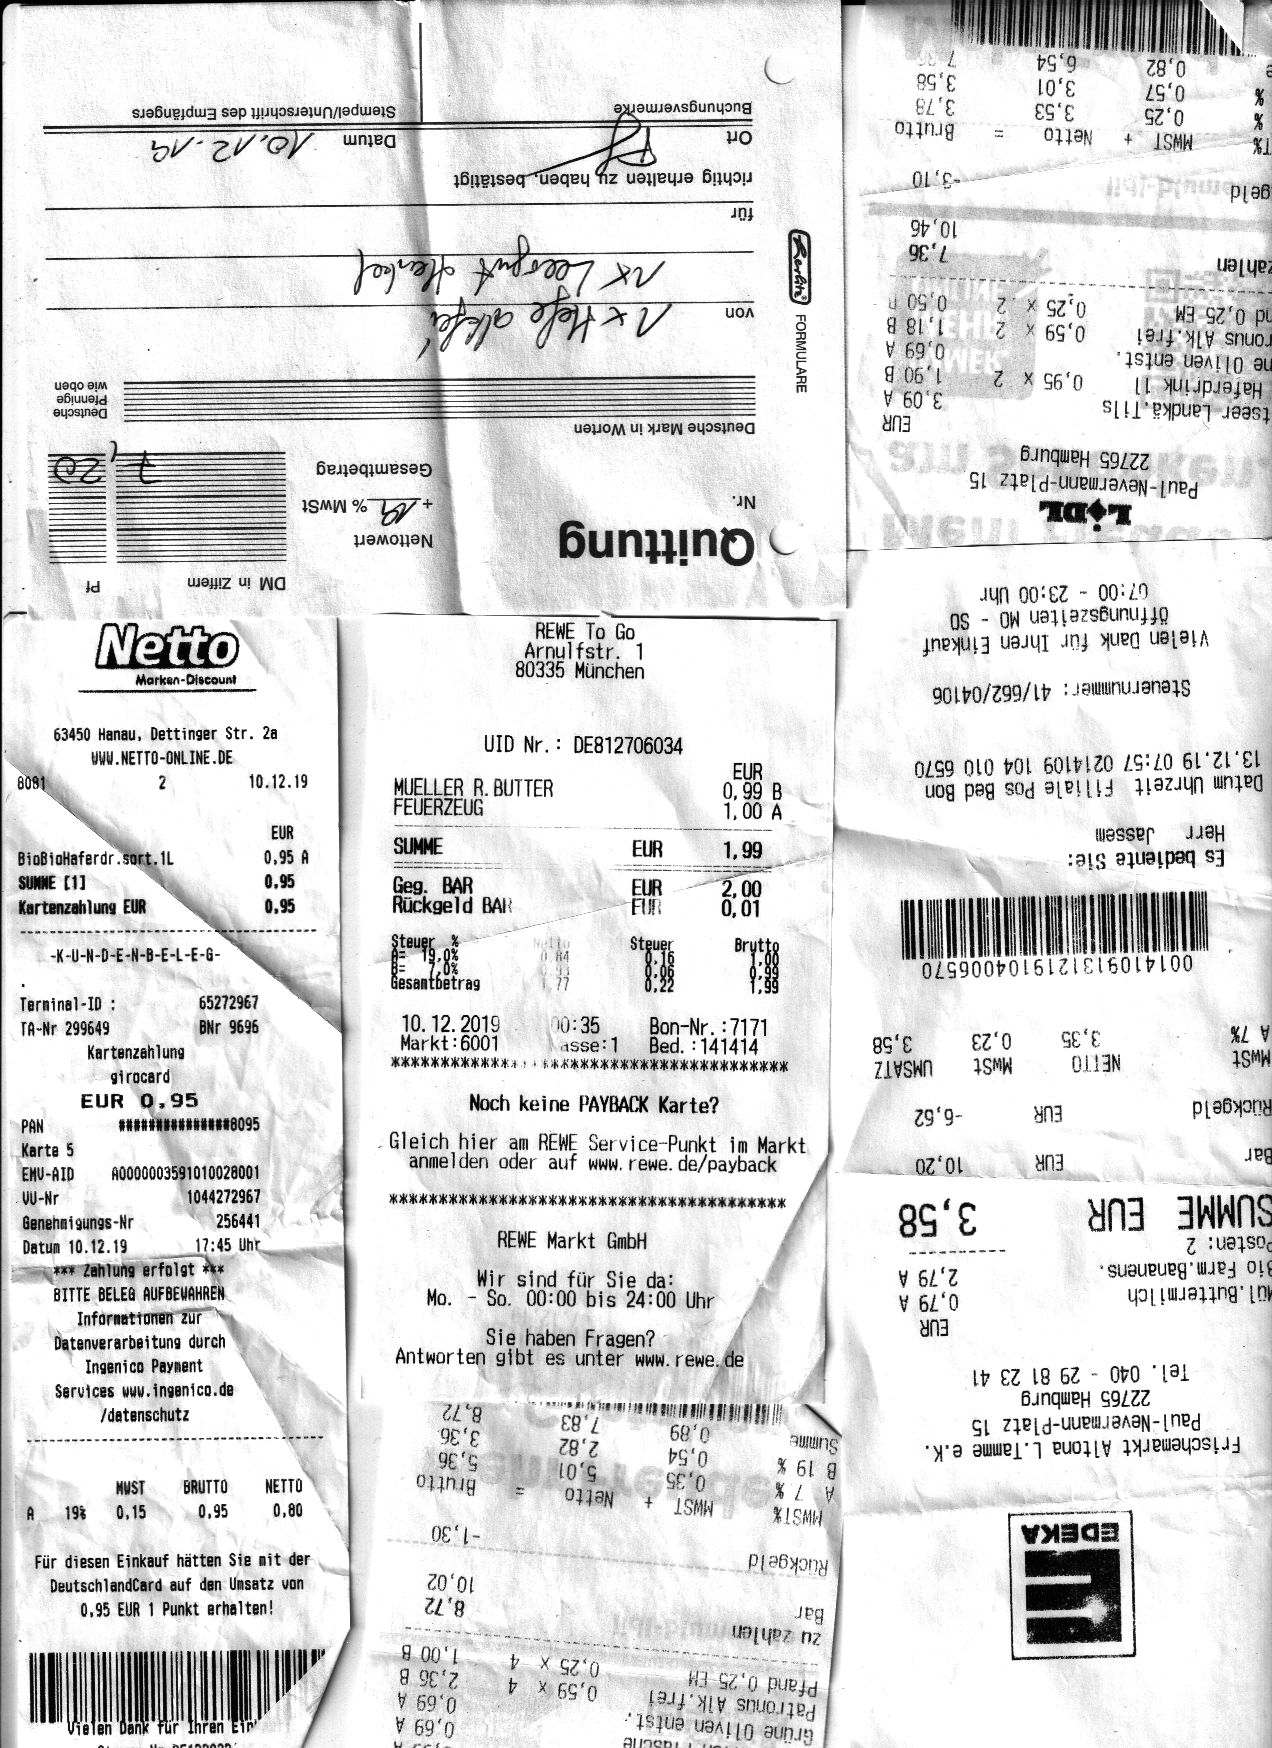 Quittung
Nr.
DM in Ziffern
Pf
Nettowert
+ 19 % MwSt
Gesamtbetrag
7,20
Deutsche Mark in Worten
Deutsche
Pfennige
wie oben
von
1x Hefe alkfrei
1x Leergut Henkel
für
richtig erhalten zu haben, bestätigt
Ort
Datum 10.12.19
Buchungsvermerke
Stempel/Unterschrift des Empfängers
Herlitz
FORMULARE
LIDL
Paul-Nevermann-Platz 15
22765 Hamburg
EUR
tseer Landkä.Tils 3,09 A
Haferdrink 1l 0,95 x 2 1,90 B
ne Oliven entst. 0,69 A
ronus Alk.frei 0,59 x 2 1,18 B
nd 0,25 EM 0,25 x 2 0,50
zahlen 7,36
10,46
geld -3,10
T% MWST + Netto = Brutto
% 0,25 3,53 3,78
% 0,57 3,01 3,58
e 0,82 6,54
Netto
Marken-Discount
63450 Hanau, Dettinger Str. 2a
WWW.NETTO-ONLINE.DE
8081 2 10.12.19
EUR
BioBioHaferdr.sort.1L 0,95 A
SUMME [1] 0,95
Kartenzahlung EUR 0,95
-K-U-N-D-E-N-B-E-L-E-G-
.
Terminal-ID : 65272967
TA-Nr 299649 BNr 9696
Kartenzahlung
girocard
EUR 0,95
PAN ###############8095
Karte 5
EMV-AID A0000003591010028001
VU-Nr 1044272967
Genehmigungs-Nr 256441
Datum 10.12.19 17:45 Uhr
*** Zahlung erfolgt ***
BITTE BELEG AUFBEWAHREN
Informationen zur
Datenverarbeitung durch
Ingenico Payment
Services www.ingenico.de
/datenschutz
MWST BRUTTO NETTO
A 19% 0,15 0,95 0,80
Für diesen Einkauf hätten Sie mit der
DeutschlandCard auf den Umsatz von
0,95 EUR 1 Punkt erhalten!
Vielen Dank für Ihren Ein
REWE To Go
Arnulfstr. 1
80335 München
UID Nr.: DE812706034
EUR
MUELLER R.BUTTER 0,99 B
FEUERZEUG 1,00 A
SUMME EUR 1,99
Geg. BAR EUR 2,00
Rückgeld BAR EUR 0,01
Steuer % Netto Steuer Brutto
A= 19,0% 0,84 0,16 1,00
B= 7,0% 0,93 0,06 0,99
Gesamtbetrag 1,77 0,22 1,99
10.12.2019 00:35 Bon-Nr.:7171
Markt:6001 asse:1 Bed.:141414
****************************************
Noch keine PAYBACK Karte?
Gleich hier am REWE Service-Punkt im Markt
anmelden oder auf www.rewe.de/payback
****************************************
REWE Markt GmbH
Wir sind für Sie da:
Mo. - So. 00:00 bis 24:00 Uhr
Sie haben Fragen?
Antworten gibt es unter www.rewe.de
Grüne Oliven entst. 0,69 A
0,69 A
Patronus Alk.frei 0,59 x 4 2,36 B
Pfand 0,25 EM 0,25 x 4 1,00 B
zu zahlen 8,72
Bar 10,02
Rückgeld -1,30
MWST% MWST + Netto = Brutto
A 7 % 0,35 5,01 5,36
B 19 % 0,54 2,82 3,36
Summe 0,89 7,83 8,72
EDEKA
Frischemarkt Altona L.Tamme e.K.
Paul-Nevermann-Platz 15
22765 Hamburg
Tel. 040 - 29 81 23 41
EUR
Mül.Buttermilch 0,79 A
Bio Farm.Bananens. 2,79 A
Posten: 2
SUMME EUR 3,58
Bar EUR 10,20
Rückgeld EUR -6,62
MwSt NETTO MwSt UMSATZ
A 7% 3,35 0,23 3,58
0014109131219104006570
Es bediente Sie:
Herr Jassem
Datum Uhrzeit Filiale Pos Bed Bon
13.12.19 07:57 0214109 104 010 6570
Steuernummer: 41/662/04106
Vielen Dank für Ihren Einkauf
Öffnungszeiten MO - SO
07:00 - 23:00 Uhr